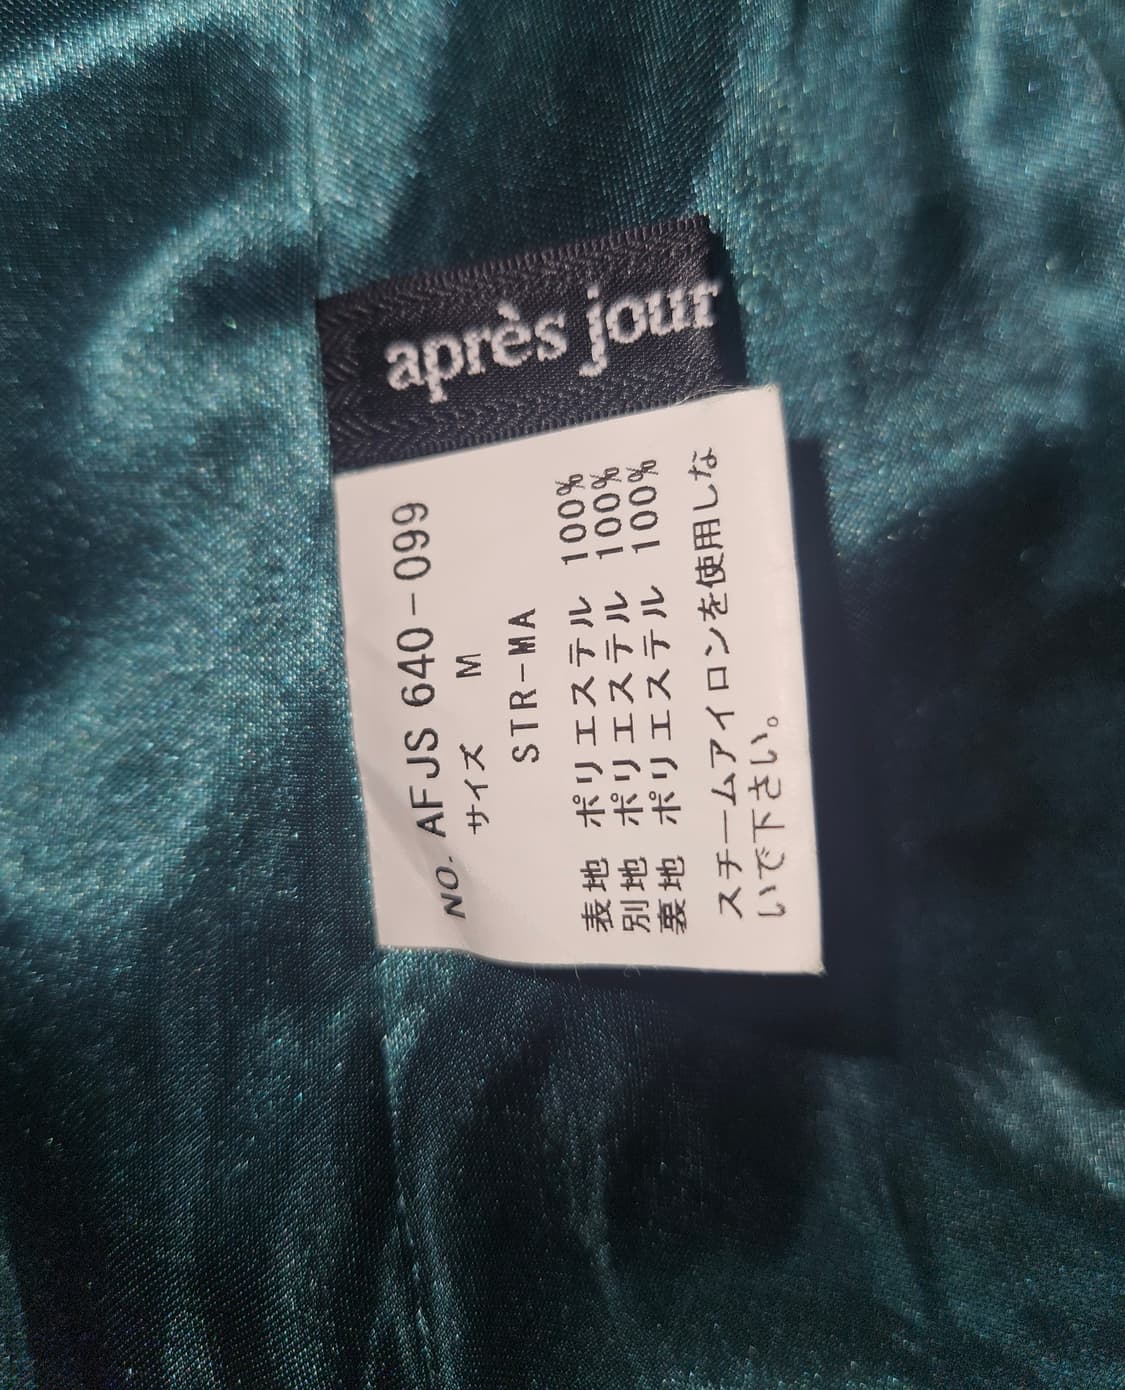 après jour
NO. AFJS 640-099
サイズ M
STR-MA
表地 ポリエステル 100%
別地 ポリエステル 100%
裏地 ポリエステル 100%
スチームアイロンを使用しな
いで下さい。